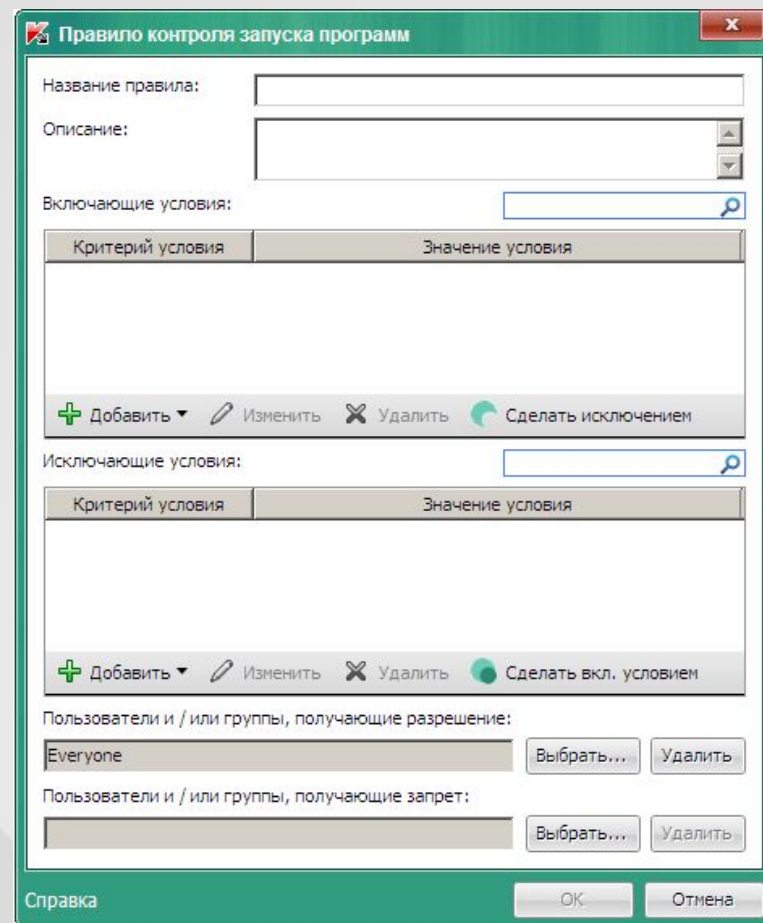 Правило контроля запуска программ
Название правила:
Описание:
Включающие условия:
Критерий условия Значение условия
Добавить Изменить Удалить Сделать исключением
Исключающие условия:
Критерий условия Значение условия
Добавить Изменить Удалить Сделать вкл. условием
Пользователи и / или группы, получающие разрешение:
Everyone Выбрать... Удалить
Пользователи и / или группы, получающие запрет:
Выбрать... Удалить
Справка OK Отмена